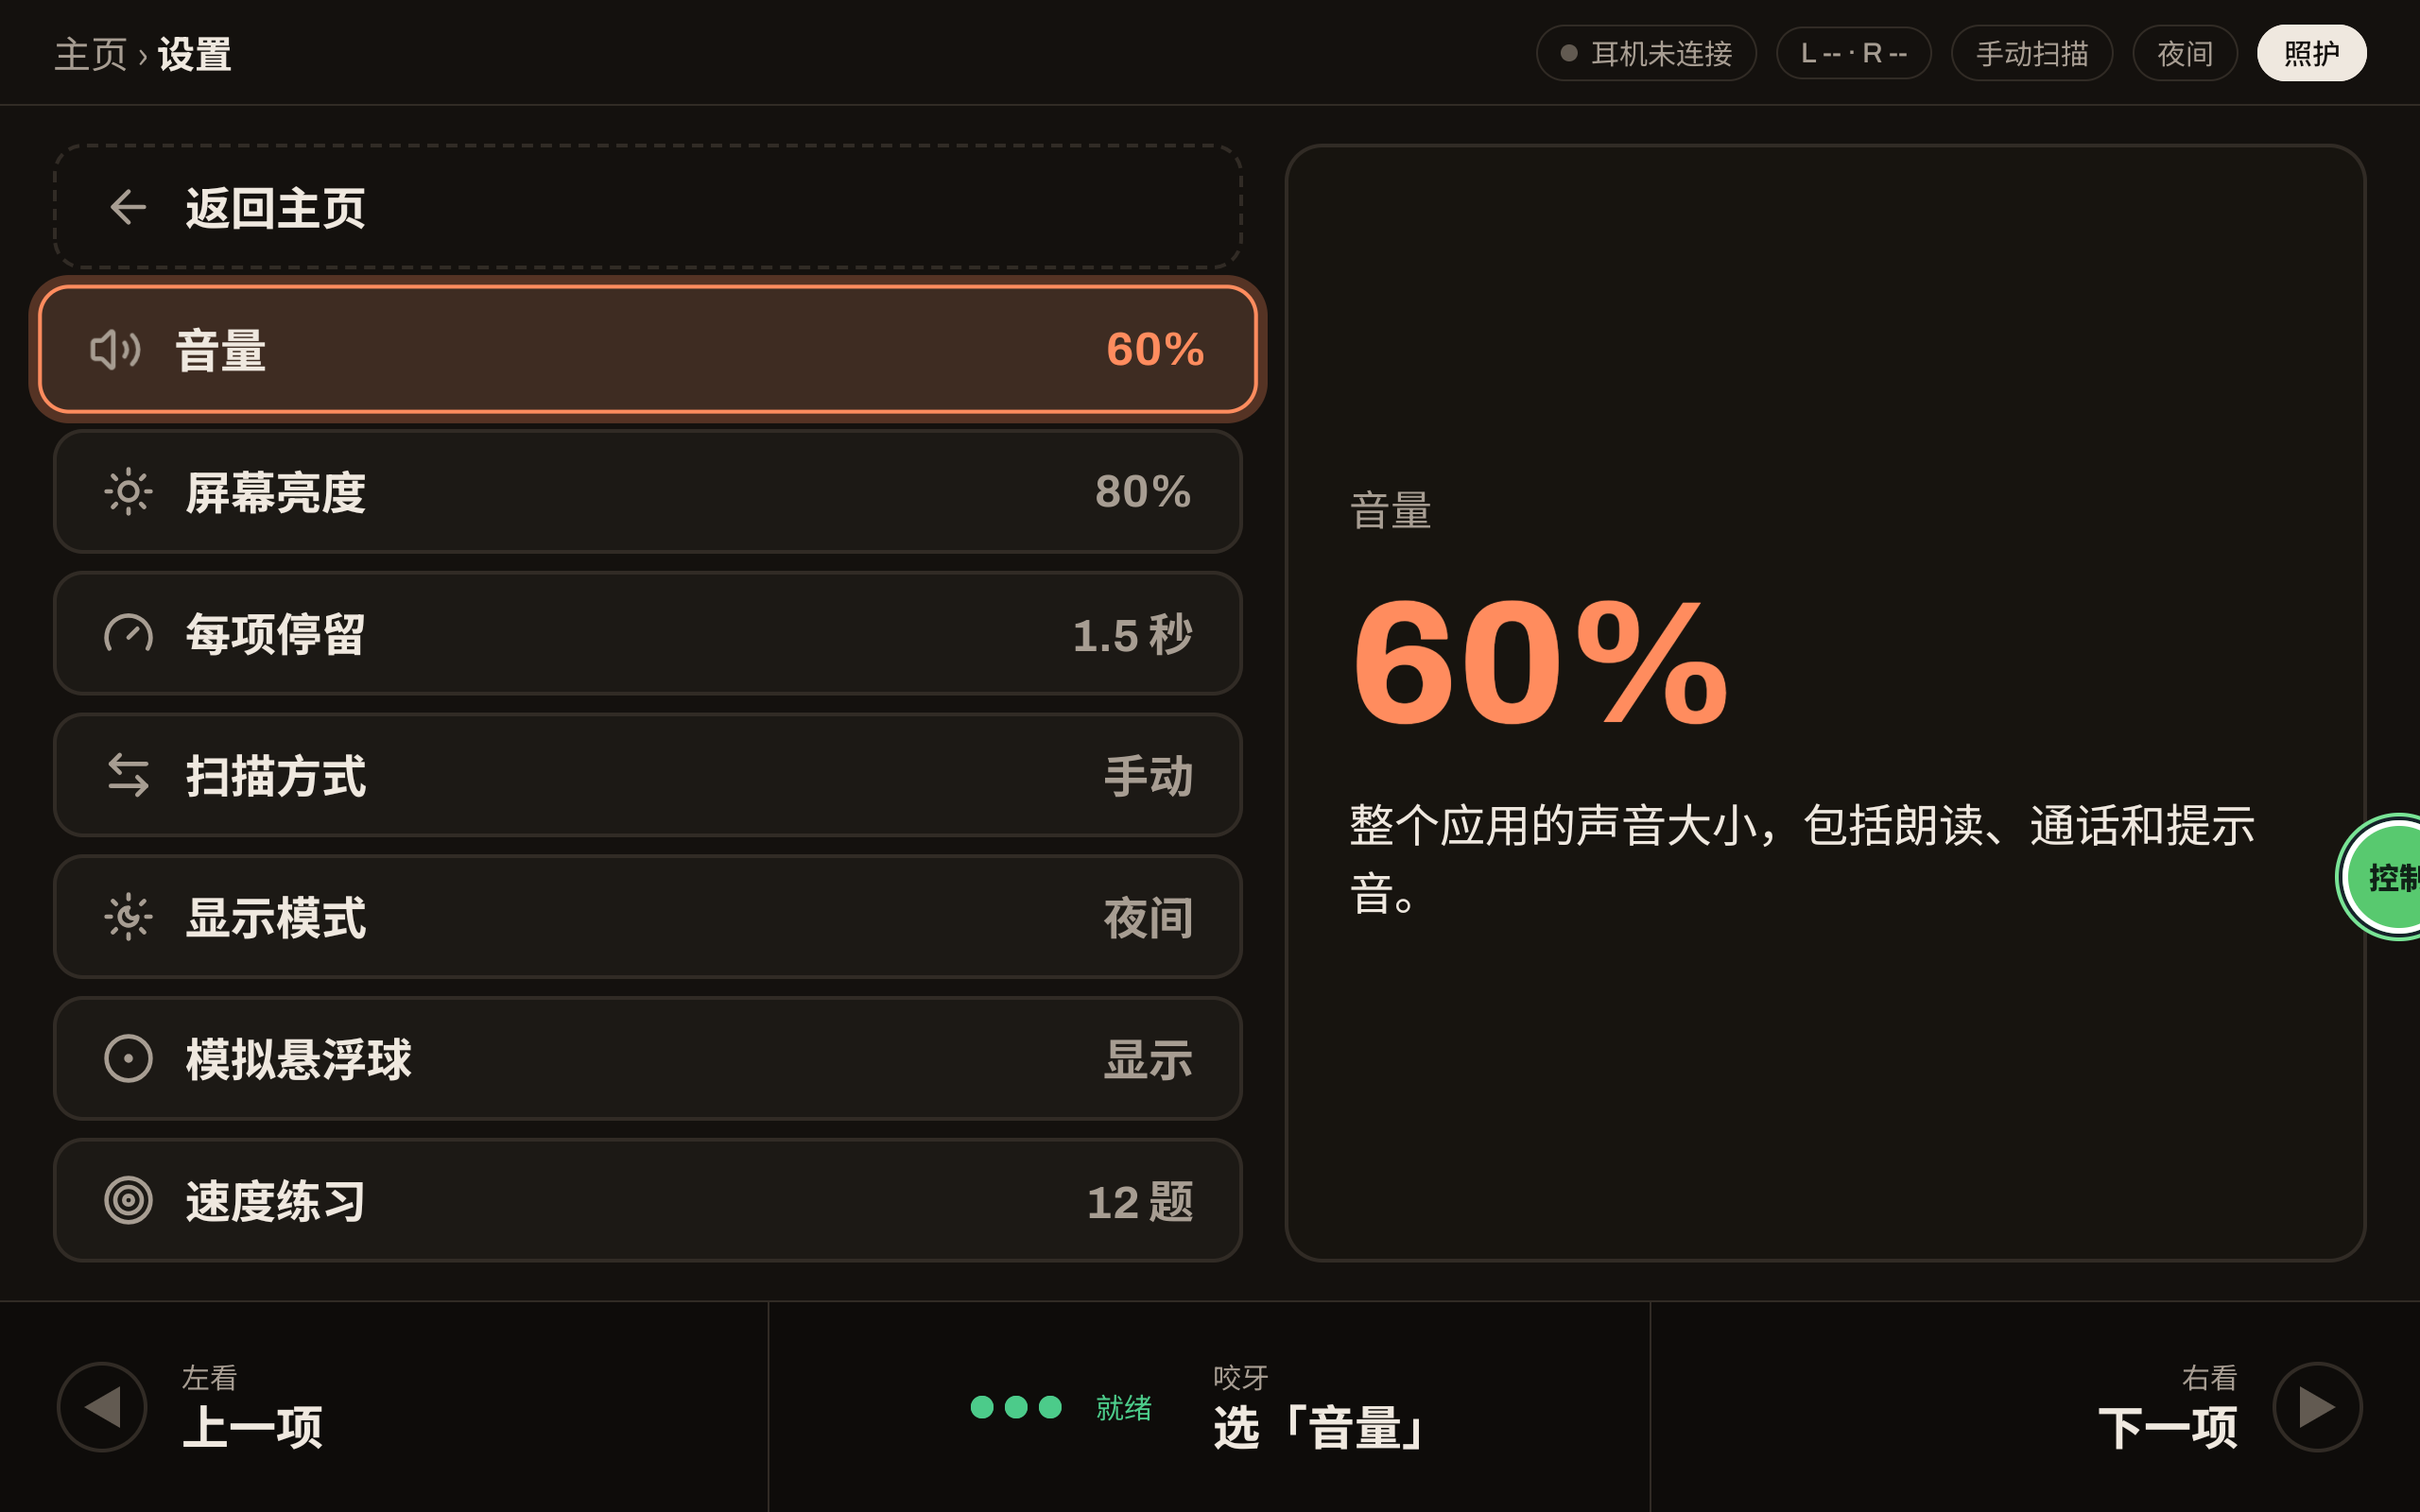 主页 › 设置
耳机未连接
L -- · R --
手动扫描
夜间
照护
返回主页
音量 60%
屏幕亮度 80%
每项停留 1.5 秒
扫描方式 手动
显示模式 夜间
模拟悬浮球 显示
速度练习 12 题
音量
60%
整个应用的声音大小，包括朗读、通话和提示
音。
控制
左看
上一项
就绪
咬牙
选「音量」
右看
下一项